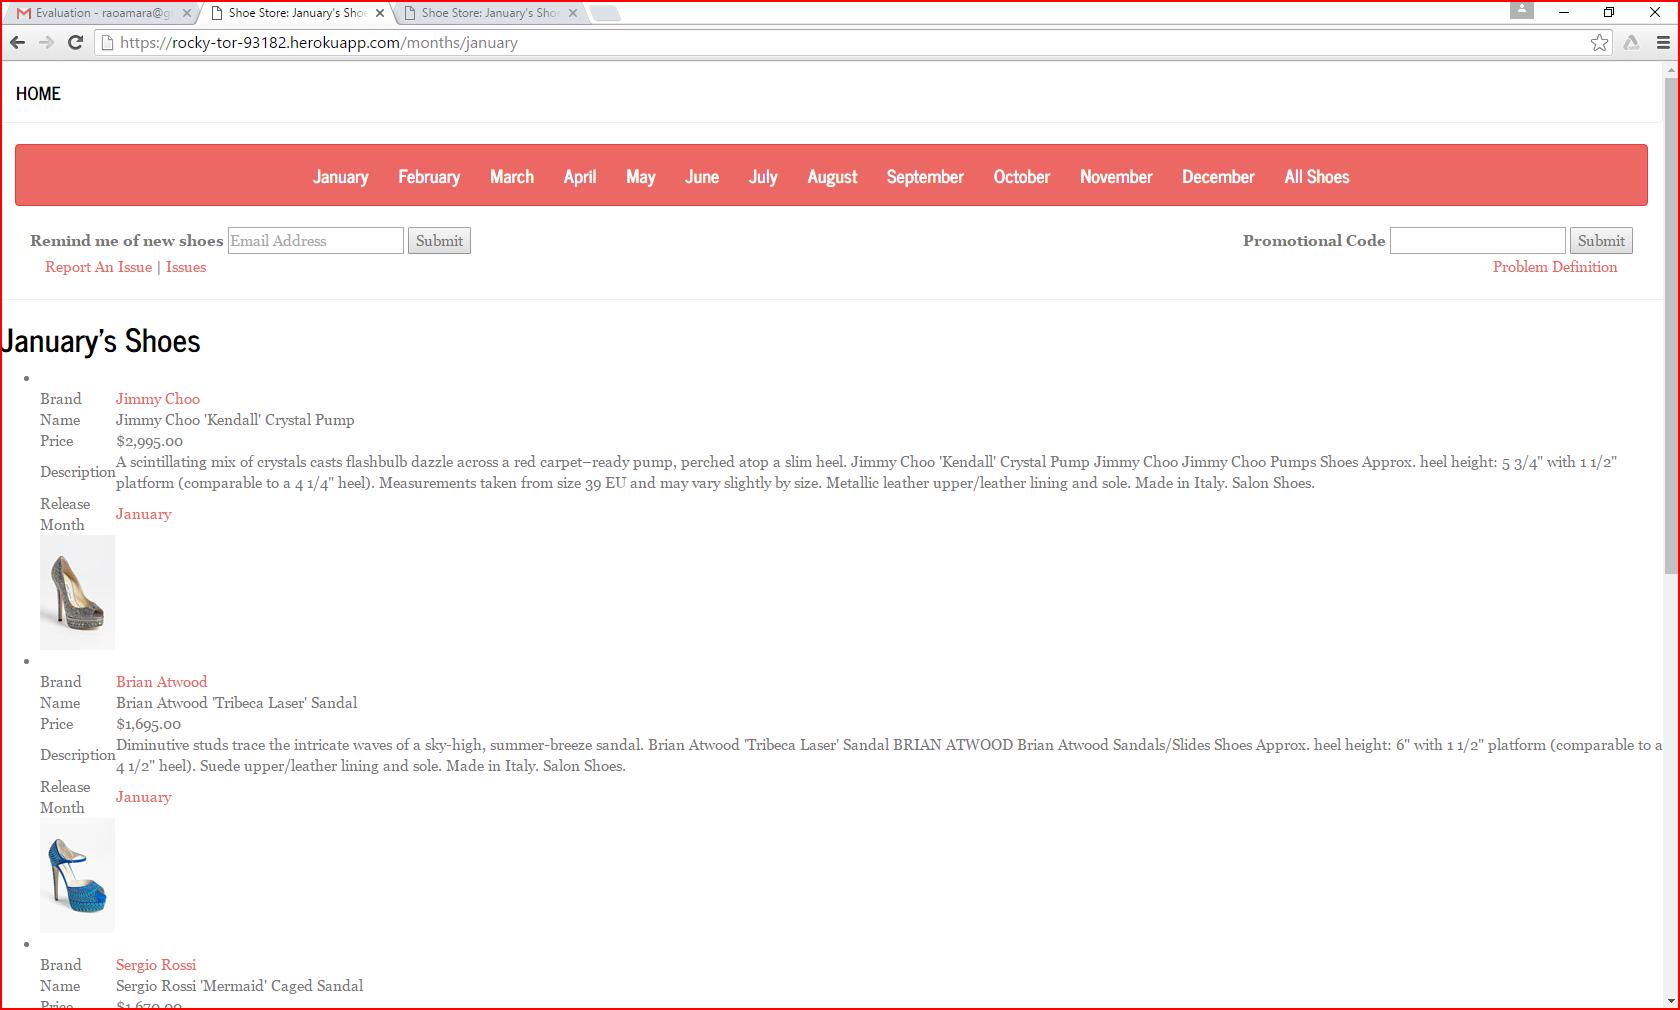 Evaluation - raoamara@g
Shoe Store: January's Sho
Shoe Store: January's Sho
https://rocky-tor-93182.herokuapp.com/months/january
HOME
January February March April May June July August September October November December All Shoes
Remind me of new shoes Email Address Submit Promotional Code Submit
Report An Issue | Issues Problem Definition
January's Shoes
Brand Jimmy Choo
Name Jimmy Choo 'Kendall' Crystal Pump
Price $2,995.00
Description A scintillating mix of crystals casts flashbulb dazzle across a red carpet–ready pump, perched atop a slim heel. Jimmy Choo 'Kendall' Crystal Pump Jimmy Choo Jimmy Choo Pumps Shoes Approx. heel height: 5 3/4" with 1 1/2"
platform (comparable to a 4 1/4" heel). Measurements taken from size 39 EU and may vary slightly by size. Metallic leather upper/leather lining and sole. Made in Italy. Salon Shoes.
Release
Month January
Brand Brian Atwood
Name Brian Atwood 'Tribeca Laser' Sandal
Price $1,695.00
Description Diminutive studs trace the intricate waves of a sky-high, summer-breeze sandal. Brian Atwood 'Tribeca Laser' Sandal BRIAN ATWOOD Brian Atwood Sandals/Slides Shoes Approx. heel height: 6" with 1 1/2" platform (comparable to a
4 1/2" heel). Suede upper/leather lining and sole. Made in Italy. Salon Shoes.
Release
Month January
Brand Sergio Rossi
Name Sergio Rossi 'Mermaid' Caged Sandal
Price $1,670.00